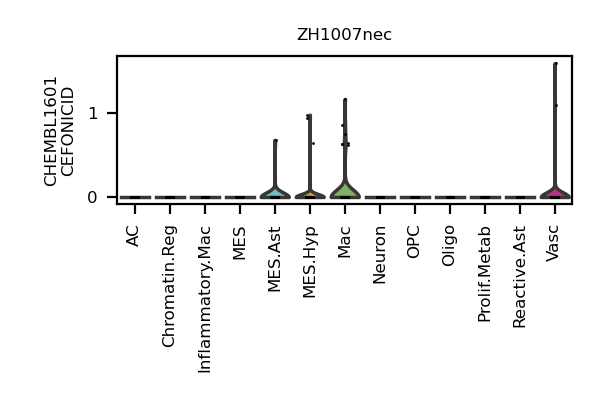 ZH1007nec
CHEMBL1601
CEFONICID
1
0
AC
Chromatin.Reg
Inflammatory.Mac
MES
MES.Ast
MES.Hyp
Mac
Neuron
OPC
Oligo
Prolif.Metab
Reactive.Ast
Vasc